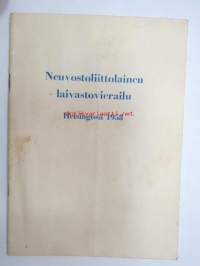 Neuvostoliittolainen
laivastovierailu
Helsingissä 1958